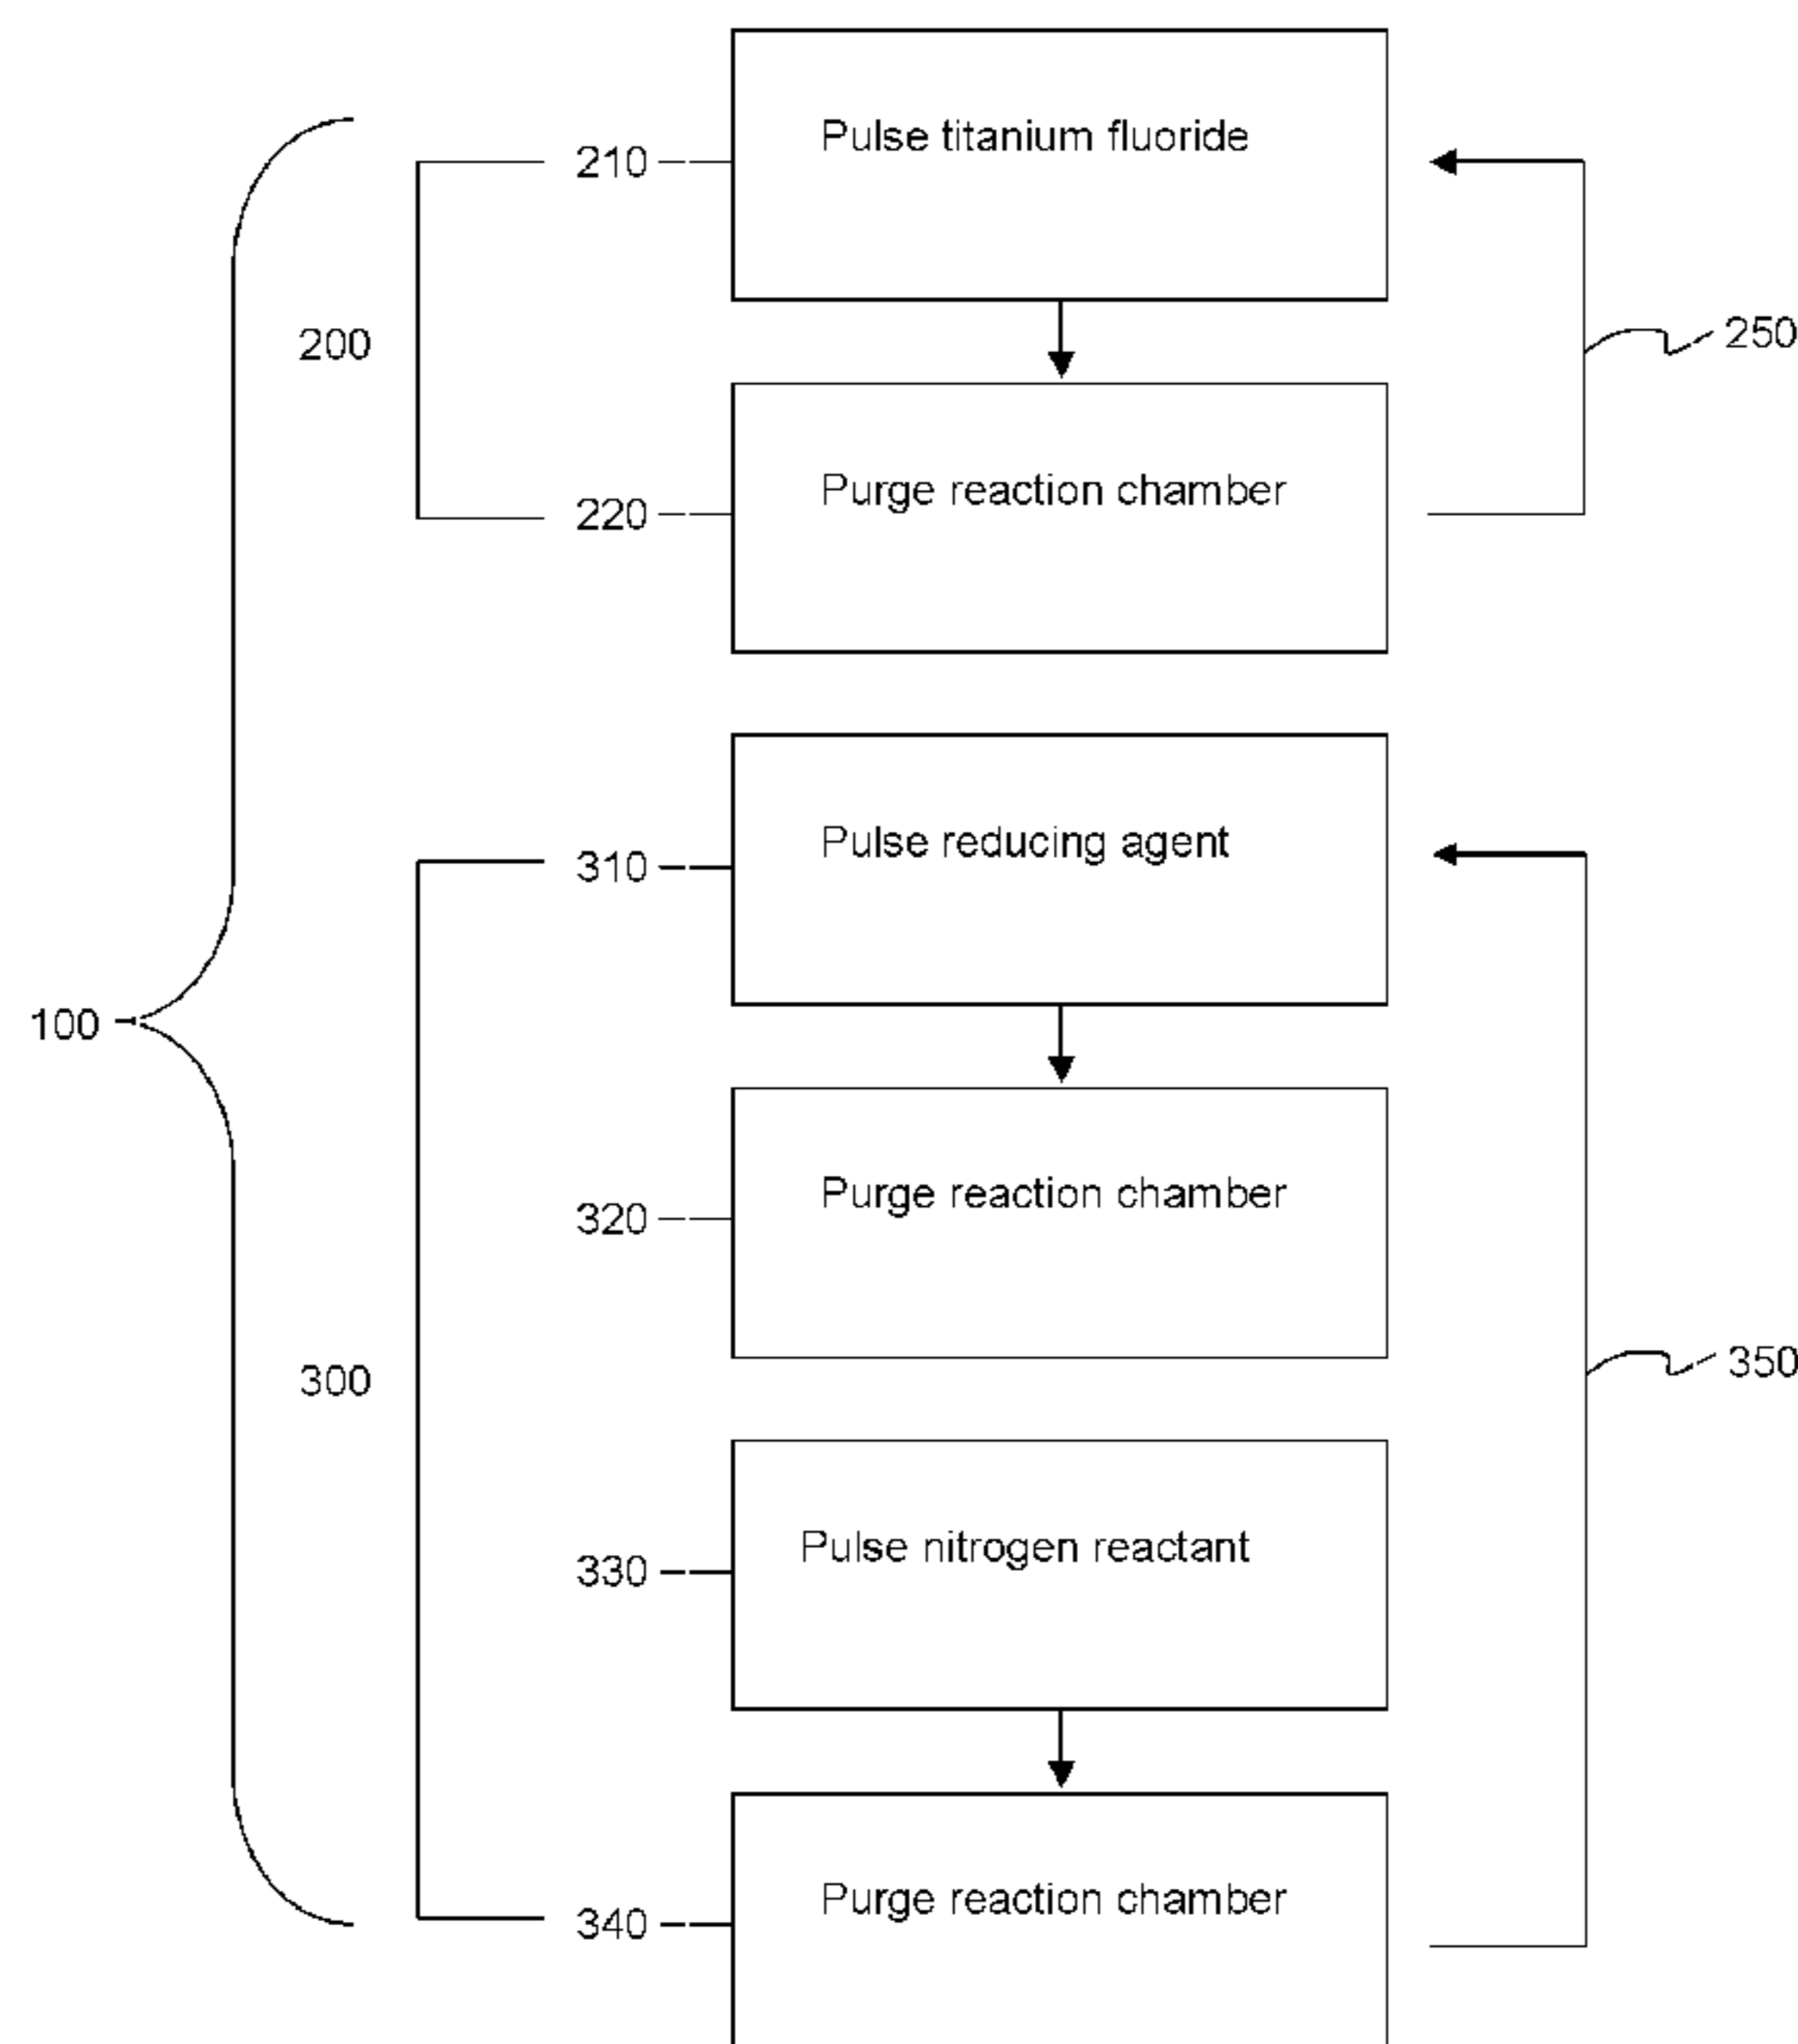 Pulse titanium fluoride
210
200
250
Purge reaction chamber
220
Pulse reducing agent
310
100
Purge reaction chamber
320
300
350
Pulse nitrogen reactant
330
Purge reaction chamber
340